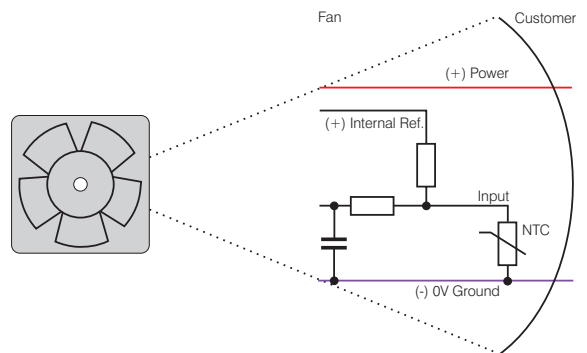 Fan
Customer
(+) Power
(+) Internal Ref.
Input
NTC
(-) 0V Ground